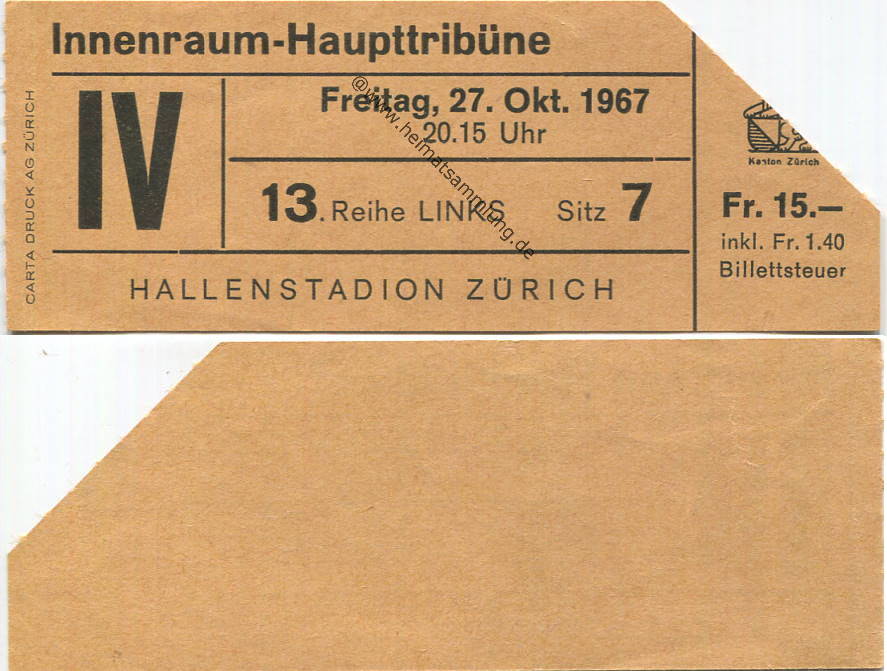 Innenraum-Haupttribüne
IV
Freitag, 27. Okt. 1967
20.15 Uhr
13. Reihe LINKS Sitz 7
HALLENSTADION ZÜRICH
CARTA DRUCK AG ZÜRICH
Kanton Zürich
Fr. 15.—
inkl. Fr. 1.40
Billettsteuer
@www.heimatsammlung.de